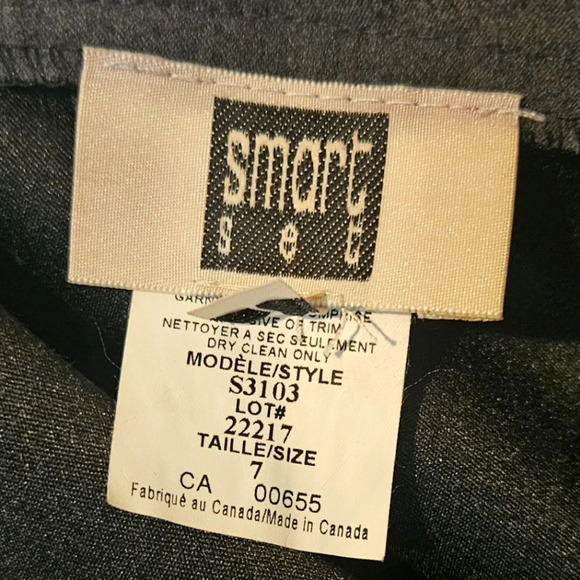 smart
set
NETTOYER A SEC SEULEMENT
DRY CLEAN ONLY
MODÈLE/STYLE
S3103
LOT#
22217
TAILLE/SIZE
7
CA 00655
Fabriqué au Canada/Made in Canada